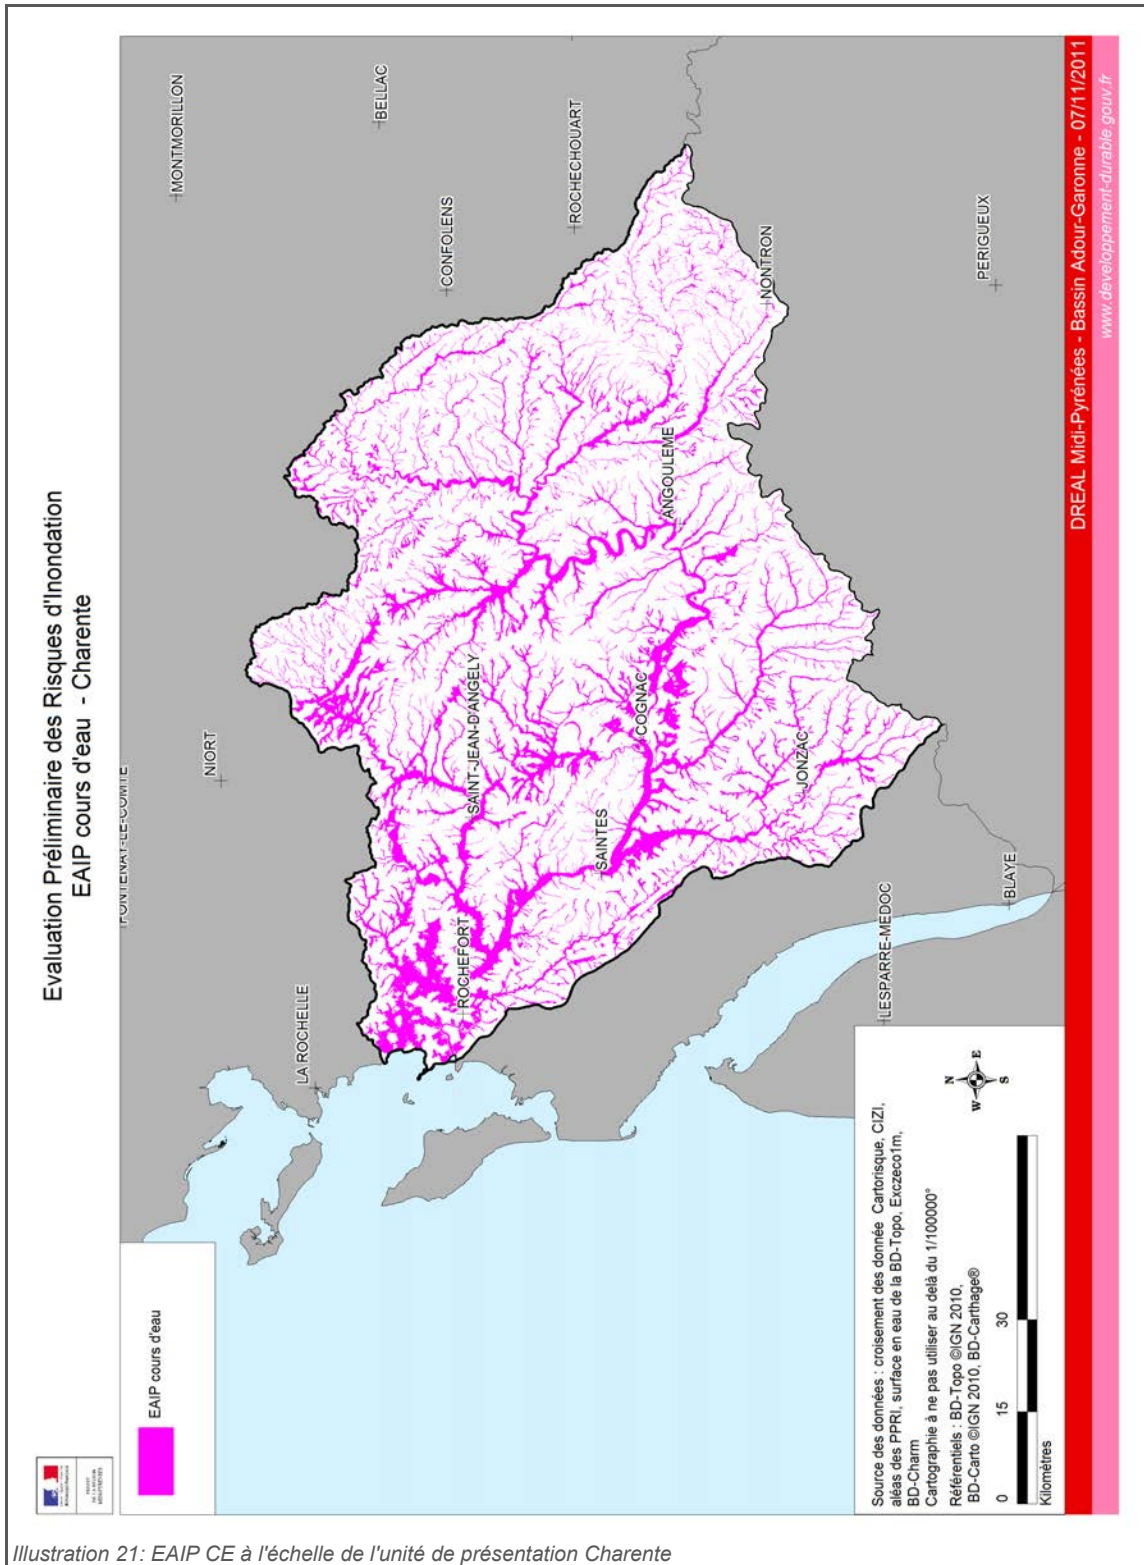 Evaluation Préliminaire des Risques d'Inondation
EAIP cours d'eau - Charente
EAIP cours d'eau
MONTMORILLON
BELLAC
ROCHECHOUART
CONFOLENS
NONTRON
PERIGUEUX
FONTENAY-LE-COMTE
NIORT
ANGOULEME
SAINT-JEAN-D'ANGELY
COGNAC
JONZAC
SAINTES
ROCHEFORT
LA ROCHELLE
LESPARRE-MEDOC
BLAYE
Source des données : croisement des donnée Cartorisque, CIZI,
aléas des PPRI, surface en eau de la BD-Topo, Exczeco1m,
BD-Charm
Cartographie à ne pas utiliser au delà du 1/100000°
Référentiels : BD-Topo ©IGN 2010,
BD-Carto ©IGN 2010, BD-Carthage®
N
W
E
S
0 15 30
Kilomètres
DREAL Midi-Pyrénées - Bassin Adour-Garonne - 07/11/2011
www.developpement-durable.gouv.fr
Illustration 21: EAIP CE à l'échelle de l'unité de présentation Charente